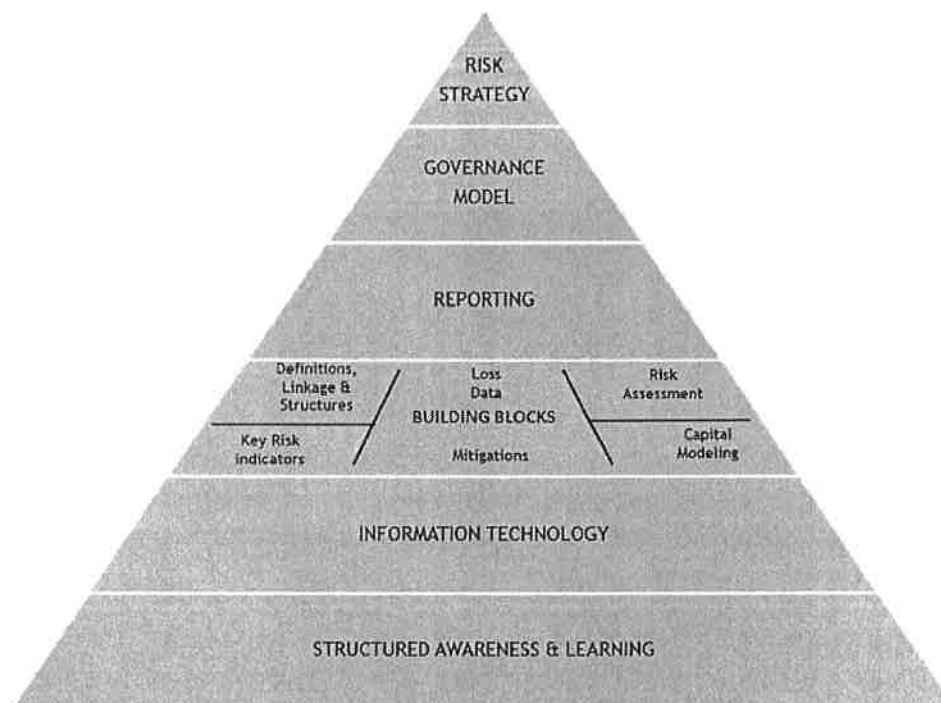 RISK
STRATEGY
GOVERNANCE
MODEL
REPORTING
Definitions,
Linkage &
Structures
Key Risk
Indicators
Loss
Data
BUILDING BLOCKS
Mitigations
Risk
Assessment
Capital
Modeling
INFORMATION TECHNOLOGY
STRUCTURED AWARENESS & LEARNING